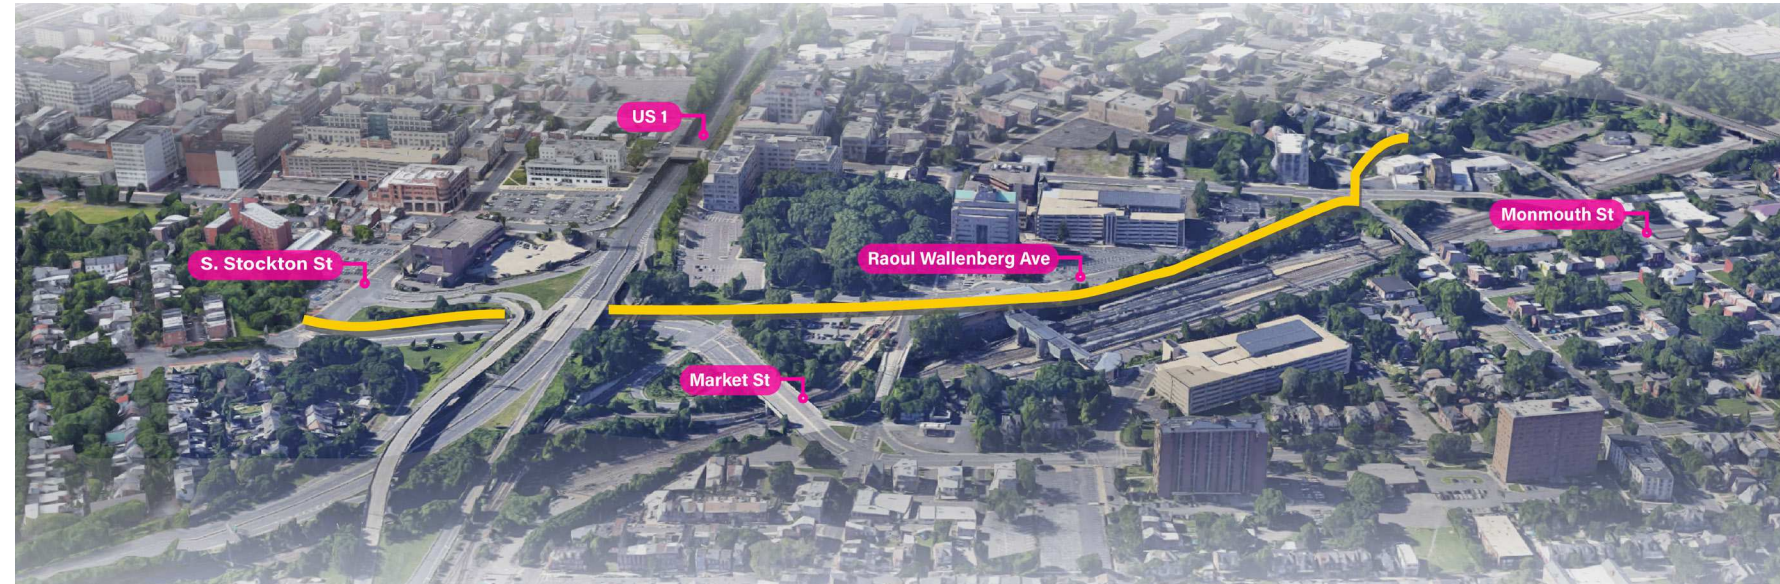 US 1
S. Stockton St
Raoul Wallenberg Ave
Monmouth St
Market St